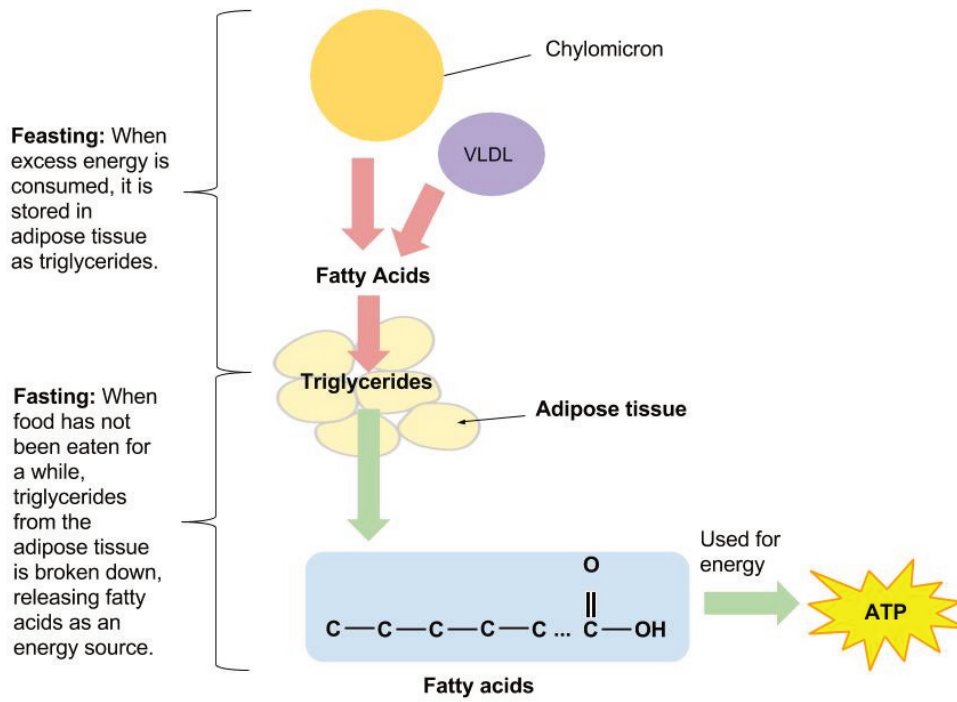 Chylomicron
Feasting: When
excess energy is
consumed, it is
stored in
adipose tissue
as triglycerides.
VLDL
Fatty Acids
Triglycerides
Adipose tissue
Fasting: When
food has not
been eaten for
a while,
triglycerides
from the
adipose tissue
is broken down,
releasing fatty
acids as an
energy source.
O
||
C — C — C — C — C ... C — OH
Fatty acids
Used for
energy
ATP